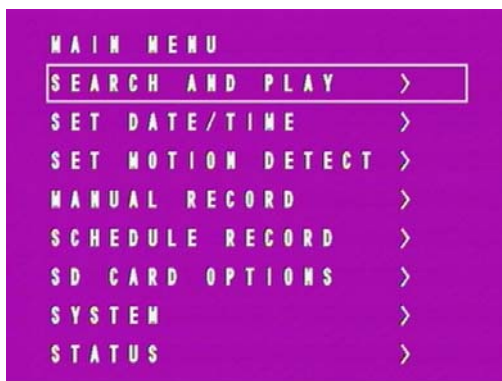 MAIN MENU
SEARCH AND PLAY >
SET DATE/TIME >
SET MOTION DETECT >
MANUAL RECORD >
SCHEDULE RECORD >
SD CARD OPTIONS >
SYSTEM >
STATUS >